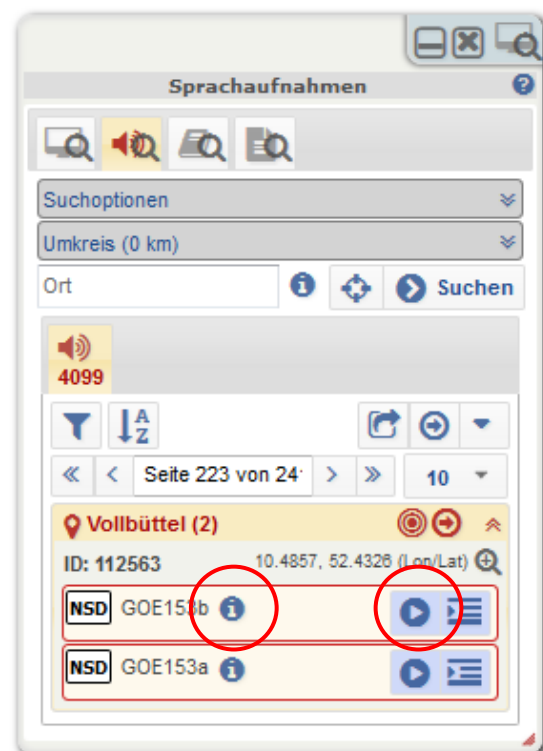 Sprachaufnahmen
Suchoptionen
Umkreis (0 km)
Ort
Suchen
4099
A
Z
Seite 223 von 24
10
Vollbüttel (2)
ID: 112563 10.4857, 52.4326 (Lon/Lat)
NSD GOE153b
NSD GOE153a